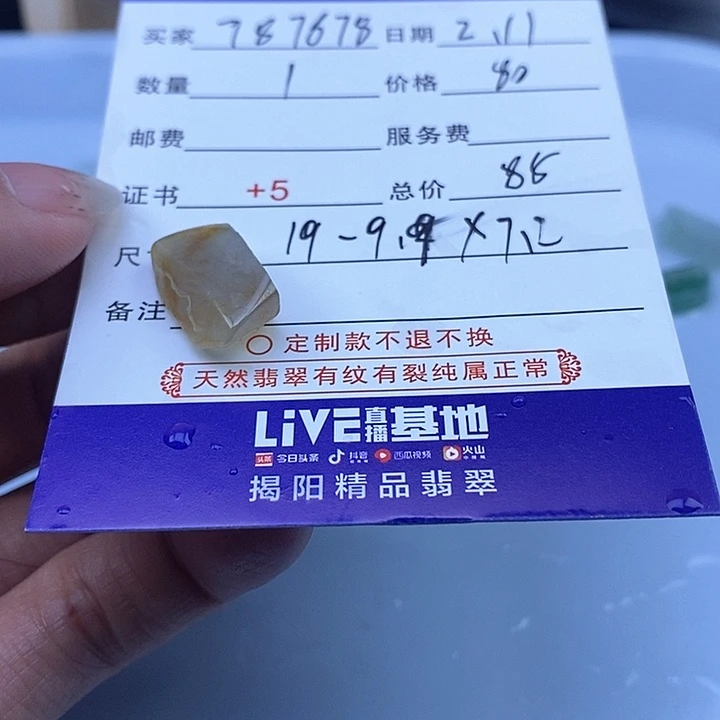 买家 787678 日期 2.11
数量 1 价格 80
邮费 服务费
证书 +5 总价 85
尺 19-9.9×7.2
备注
○ 定制款不退不换
天然翡翠有纹有裂纯属正常
LiVE直播基地
头条 今日头条 抖音 西瓜视频 火山
揭阳精品翡翠